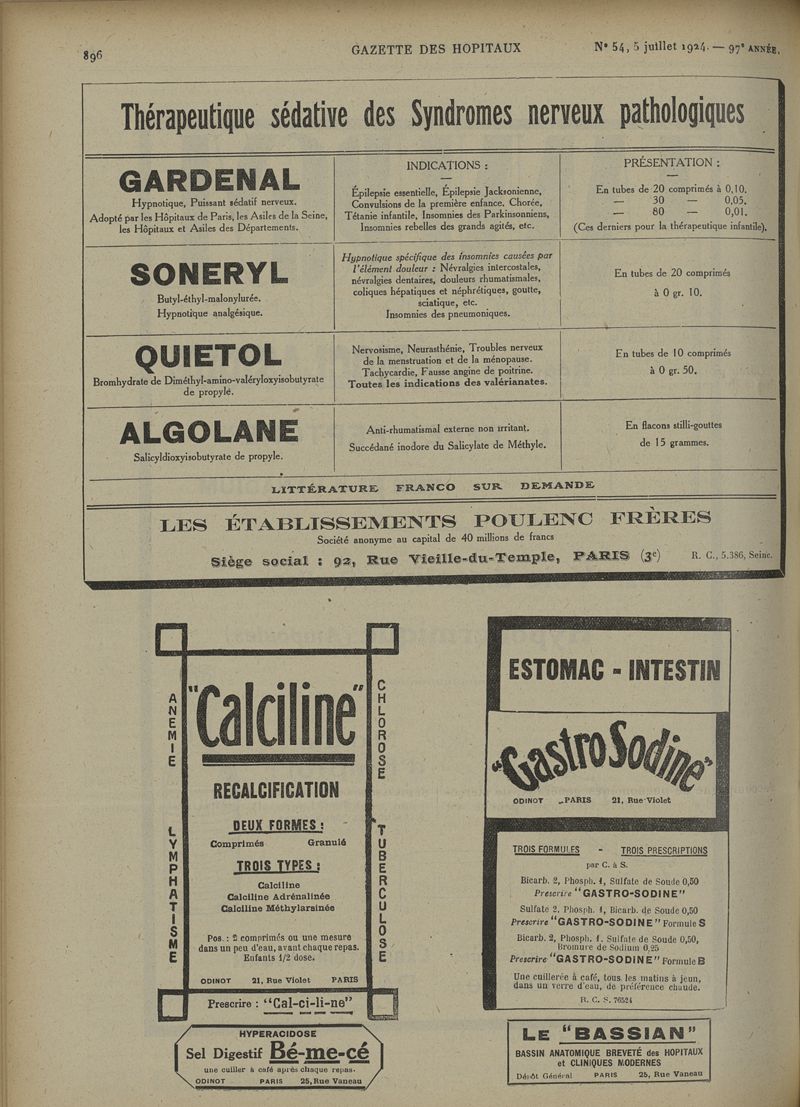 896
GAZETTE DES HOPITAUX
N° 54, 5 juillet 1924. — 97e ANNÉE.
Thérapeutique sédative des Syndromes nerveux pathologiques
GARDENAL
Hypnotique, Puissant sédatif nerveux.
Adopté par les Hôpitaux de Paris, les Asiles de la Seine,
les Hôpitaux et Asiles des Départements.
INDICATIONS :
Épilepsie essentielle, Épilepsie Jacksonienne,
Convulsions de la première enfance. Chorée,
Tétanie infantile, Insomnies des Parkinsonniens,
Insomnies rebelles des grands agités, etc.
PRÉSENTATION :
En tubes de 20 comprimés à 0,10.
— 30 — 0,05.
— 80 — 0,01.
(Ces derniers pour la thérapeutique infantile).
SONERYL
Butyl-éthyl-malonylurée.
Hypnotique analgésique.
Hypnotique spécifique des insomnies causées par
l'élément douleur : Névralgies intercostales,
névralgies dentaires, douleurs rhumatismales,
coliques hépatiques et néphrétiques, goutte,
sciatique, etc.
Insomnies des pneumoniques.
En tubes de 20 comprimés
à 0 gr. 10.
QUIETOL
Bromhydrate de Diméthyl-amino-valéryloxyisobutyrate
de propyle.
Nervosisme, Neurasthénie, Troubles nerveux
de la menstruation et de la ménopause.
Tachycardie, Fausse angine de poitrine.
Toutes les indications des valérianates.
En tubes de 10 comprimés
à 0 gr. 50.
ALGOLANE
Salicyldioxyisobutyrate de propyle.
Anti-rhumatismal externe non irritant.
Succédané inodore du Salicylate de Méthyle.
En flacons stilli-gouttes
de 15 grammes.
LITTÉRATURE FRANCO SUR DEMANDE
LES ÉTABLISSEMENTS POULENC FRÈRES
Société anonyme au capital de 40 millions de francs
Siège social : 92, Rue Vieille-du-Temple, PARIS (3e)
R. C., 5.386, Seine.
ANEMIE
LYMPHATISME
"Calciline"
RECALCIFICATION
DEUX FORMES :
Comprimés Granulé
TROIS TYPES :
Calciline
Calciline Adrénalinée
Calciline Méthylarsinée
Pos. : 2 comprimés ou une mesure
dans un peu d'eau, avant chaque repas.
Enfants 1/2 dose.
ODINOT 21, Rue Violet PARIS
CHLOROSE
TUBERCULOSE
Prescrire : "Cal-ci-li-ne"
HYPERACIDOSE
Sel Digestif Bé-me-cé
une cuiller à café après chaque repas.
ODINOT PARIS 25, Rue Vaneau
ESTOMAC - INTESTIN
"GastroSodine"
ODINOT PARIS 21, Rue Violet
TROIS FORMULES - TROIS PRESCRIPTIONS
par C. à S.
Bicarb. 2, Phosph. 1, Sulfate de Soude 0,50
Prescrire "GASTRO-SODINE"
Sulfate 2, Phosph. 1, Bicarb. de Soude 0,50
Prescrire "GASTRO-SODINE" Formule S
Bicarb. 2, Phosph. 1, Sulfate de Soude 0,50,
Bromure de Sodium 0,25
Prescrire "GASTRO-SODINE" Formule B
Une cuillerée à café, tous les matins à jeun,
dans un verre d'eau, de préférence chaude.
R. C. S. 76524
LE "BASSIAN"
BASSIN ANATOMIQUE BREVETÉ des HOPITAUX
et CLINIQUES MODERNES
Dépôt Général PARIS 25, Rue Vaneau